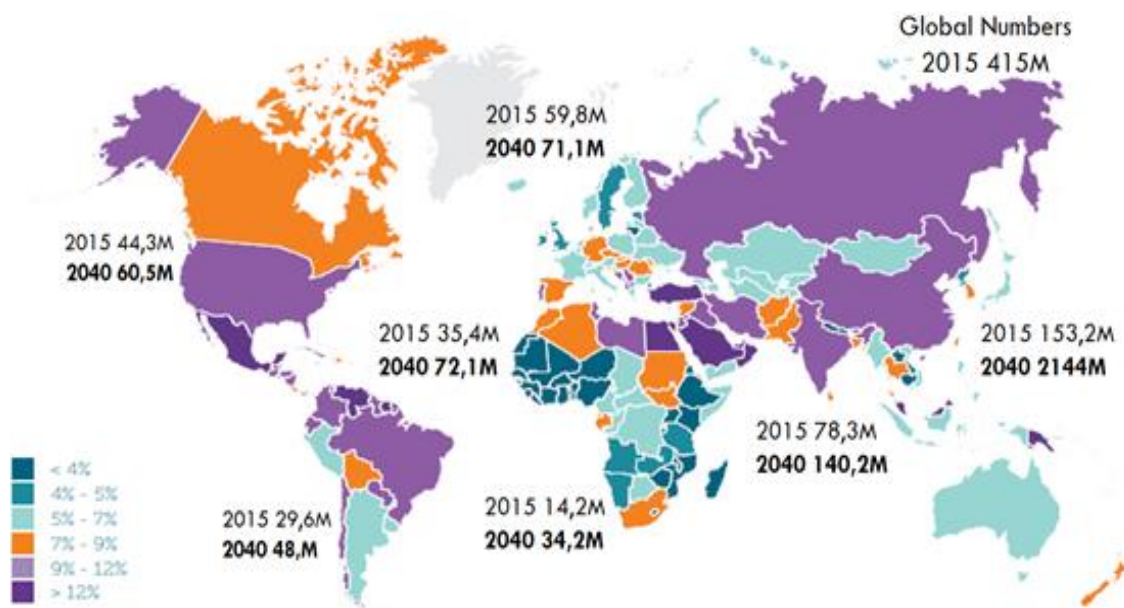 Global Numbers
2015 415M
2015 59,8M
2040 71,1M
2015 44,3M
2040 60,5M
2015 35,4M
2040 72,1M
2015 153,2M
2040 2144M
2015 78,3M
2040 140,2M
2015 14,2M
2040 34,2M
2015 29,6M
2040 48,M
< 4%
4% - 5%
5% - 7%
7% - 9%
9% - 12%
> 12%